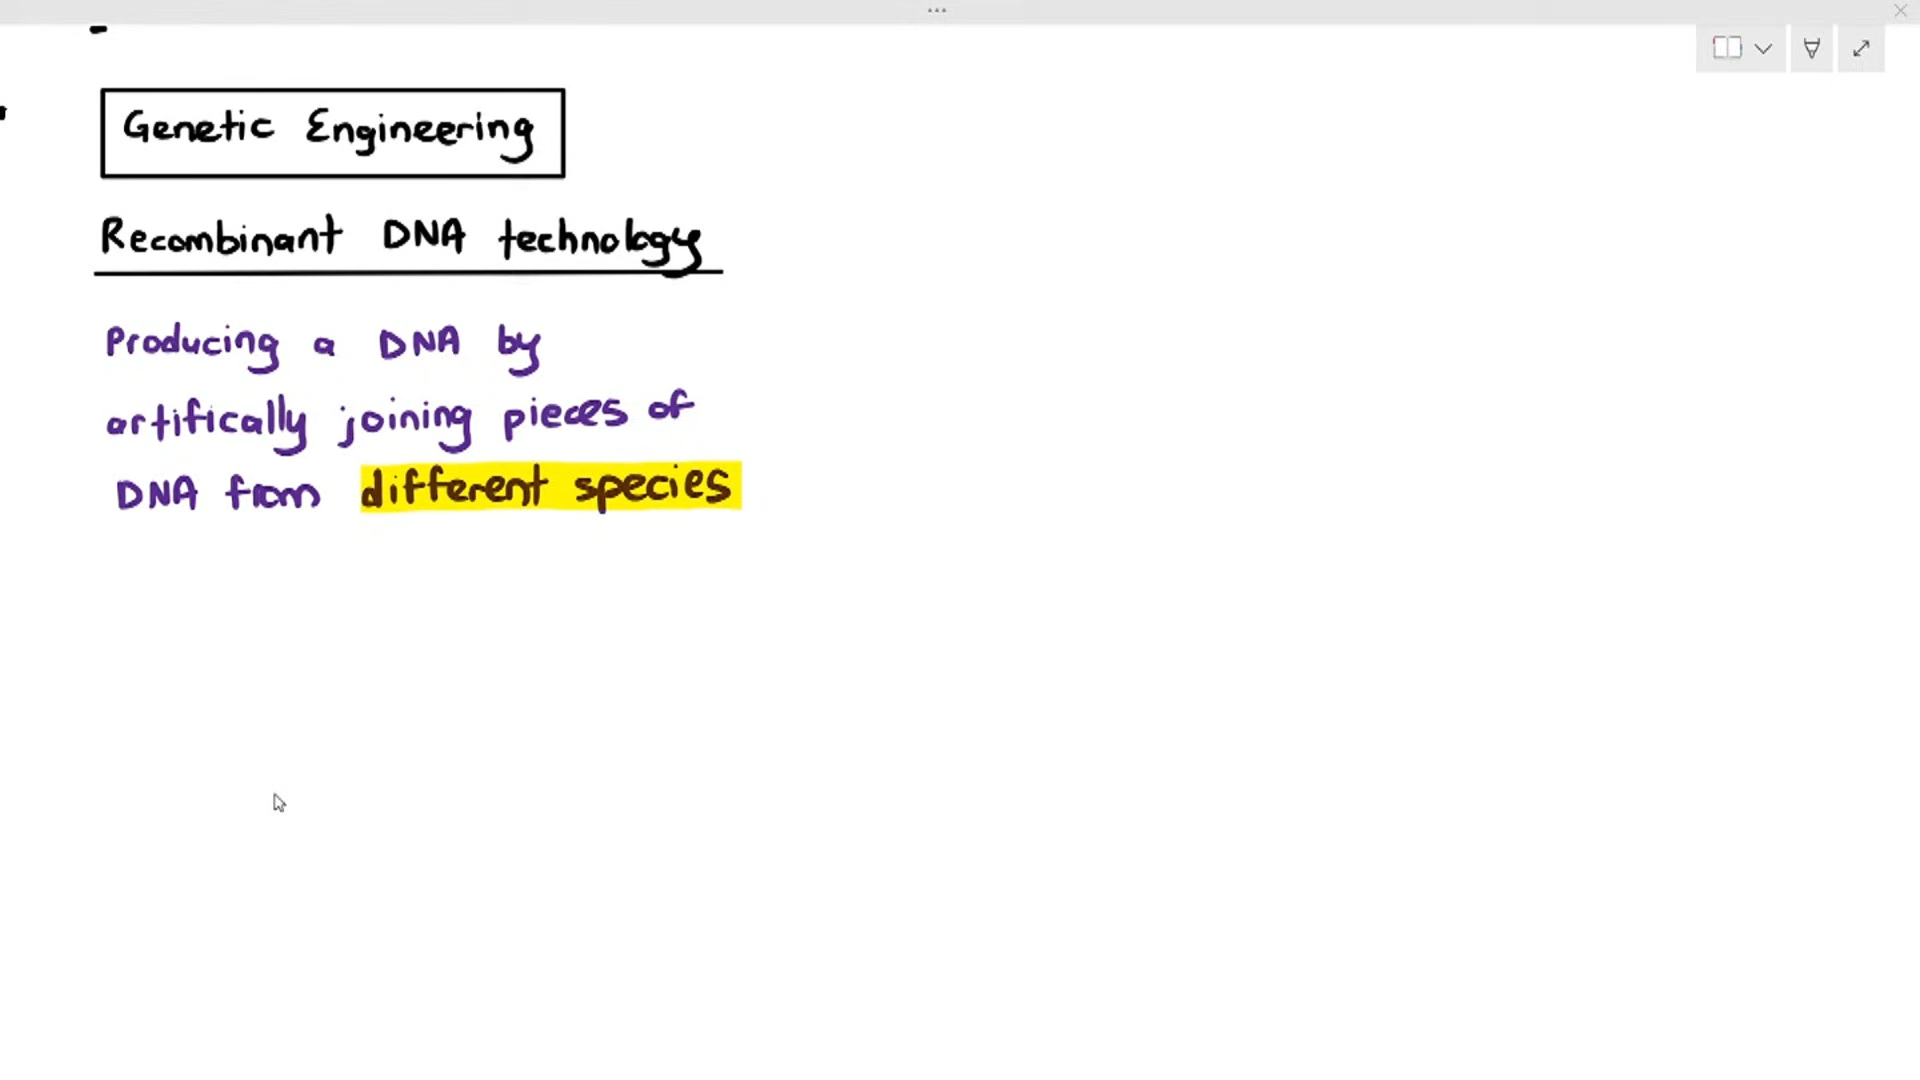 Genetic Engineering
Recombinant DNA technology
Producing a DNA by
artifically joining pieces of
DNA from different species